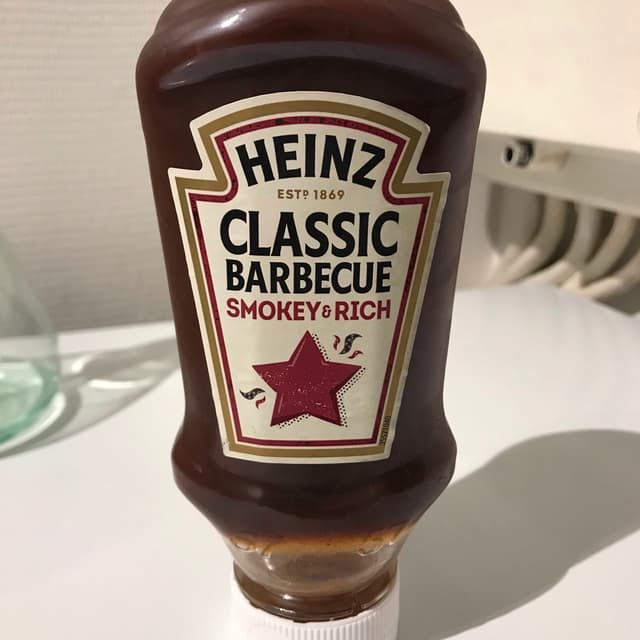 HEINZ
ESTD 1869
CLASSIC
BARBECUE
SMOKEY & RICH